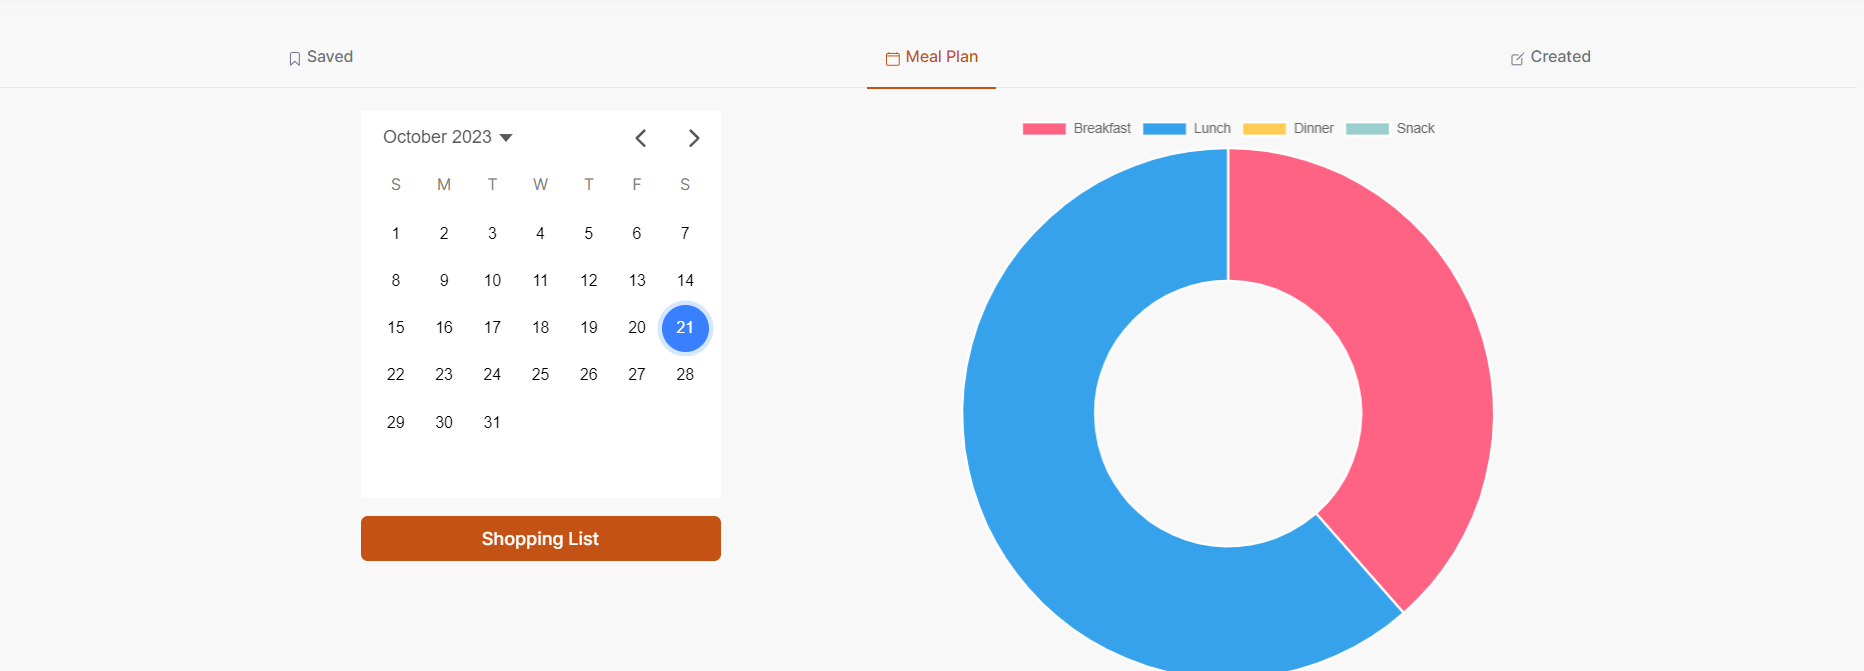 Saved
Meal Plan
Created
October 2023
S M T W T F S
1 2 3 4 5 6 7
8 9 10 11 12 13 14
15 16 17 18 19 20 21
22 23 24 25 26 27 28
29 30 31
Shopping List
Breakfast Lunch Dinner Snack